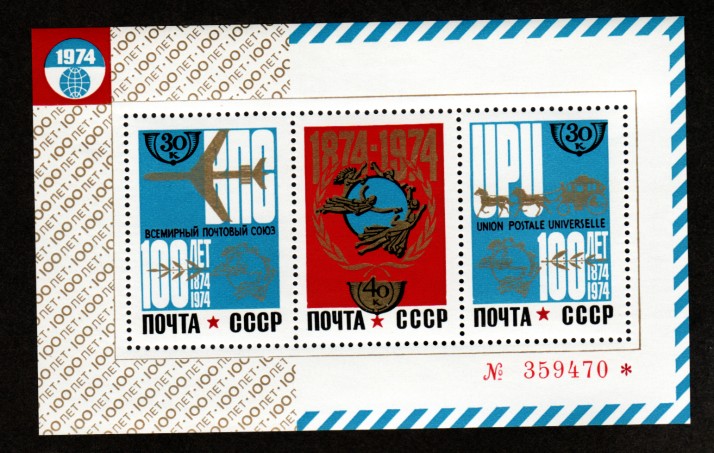 1974
100 ЛЕТ · 100 ЛЕТ · 100 ЛЕТ
30
К.
ВПС
ВСЕМИРНЫЙ ПОЧТОВЫЙ СОЮЗ
100 ЛЕТ
1874
1974
ПОЧТА ★ СССР
1874-1974
40
К.
ПОЧТА ★ СССР
30
К.
UPU
UNION POSTALE UNIVERSELLE
100 ЛЕТ
1874
1974
ПОЧТА ★ СССР
№ 359470 *